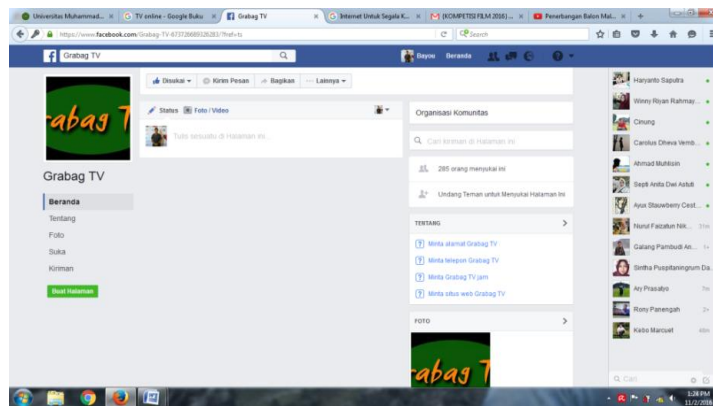 Universitas Muhammad...
TV online - Google Buku
Grabag TV
Internet Untuk Segala K...
(KOMPETISI FILM 2016) ...
Penerbangan Balon Mal...
https://www.facebook.com/Grabag-TV-873720689326283/?fref=ts
Search
Grabag TV
Bayou
Beranda
abag T
Disukai
Kirim Pesan
Bagikan
Lainnya
Status
Foto / Video
Tulis sesuatu di Halaman ini...
Grabag TV
Beranda
Tentang
Foto
Suka
Kiriman
Buat Halaman
Organisasi Komunitas
Cari kiriman di Halaman ini
285 orang menyukai ini
Undang Teman untuk Menyukai Halaman Ini
TENTANG
Minta alamat Grabag TV
Minta telepon Grabag TV
Minta Grabag TV jam
Minta situs web Grabag TV
FOTO
abag T
Haryanto Saputra
Winny Riyan Rahmay...
Cinung
Carolus Dheva Vemb...
Ahmad Muhlisin
Septi Anita Dwi Astuti
Ayux Stauwberry Cest...
Nurul Faizatun Nik...
Galang Pambudi An...
Sintha Puspitaningrum Da...
Ary Prasatyo
7m
Rony Panengah
Kelio Marcuet
Cari
1:24 PM
11/2/2016